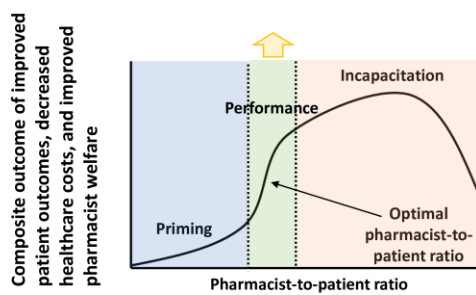 Composite outcome of improved
patient outcomes, decreased
healthcare costs, and improved
pharmacist welfare
Incapacitation
Performance
Priming
Optimal
pharmacist-to-
patient ratio
Pharmacist-to-patient ratio